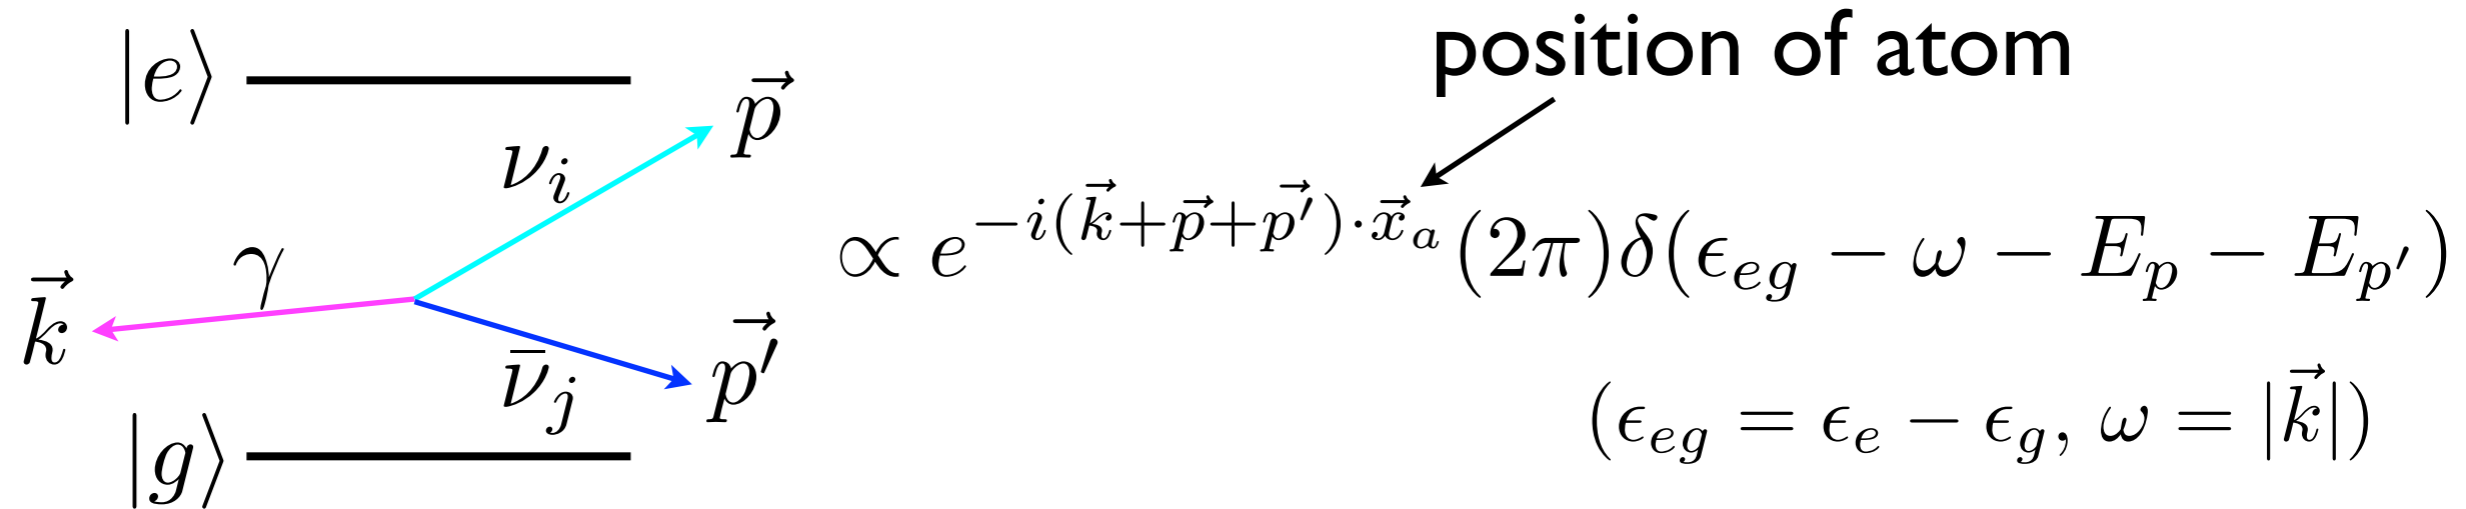 position of atom
|e⟩
p⃗
ν_i
γ
k⃗
∝ e^{−i(k⃗+p⃗+p⃗′)·x⃗_a}(2π)δ(ϵ_{eg} − ω − E_p − E_{p′})
ν̄_j
p⃗′
|g⟩
(ϵ_{eg} = ϵ_e − ϵ_g, ω = |k⃗|)